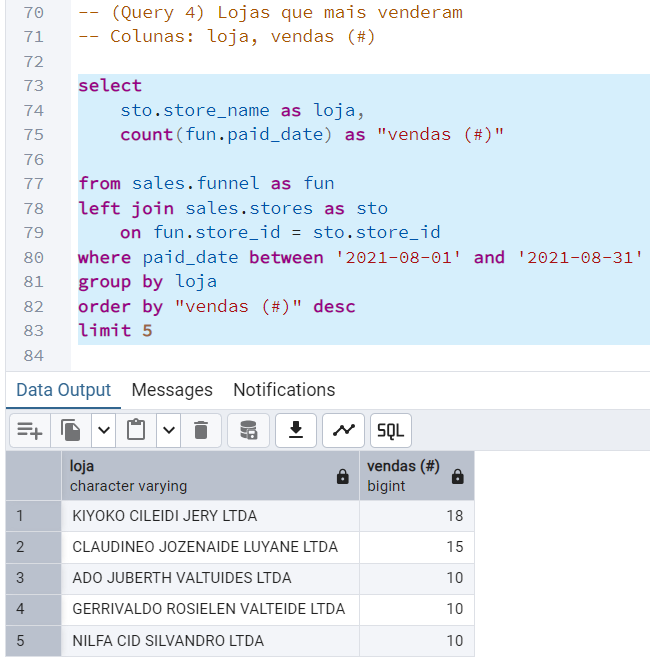 70 -- (Query 4) Lojas que mais venderam
71 -- Colunas: loja, vendas (#)
72
73 select
74 sto.store_name as loja,
75 count(fun.paid_date) as "vendas (#)"
76
77 from sales.funnel as fun
78 left join sales.stores as sto
79 on fun.store_id = sto.store_id
80 where paid_date between '2021-08-01' and '2021-08-31'
81 group by loja
82 order by "vendas (#)" desc
83 limit 5
84
Data Output Messages Notifications
SQL
loja vendas (#)
character varying bigint
1 KIYOKO CILEIDI JERY LTDA 18
2 CLAUDINEO JOZENAIDE LUYANE LTDA 15
3 ADO JUBERTH VALTUIDES LTDA 10
4 GERRIVALDO ROSIELEN VALTEIDE LTDA 10
5 NILFA CID SILVANDRO LTDA 10